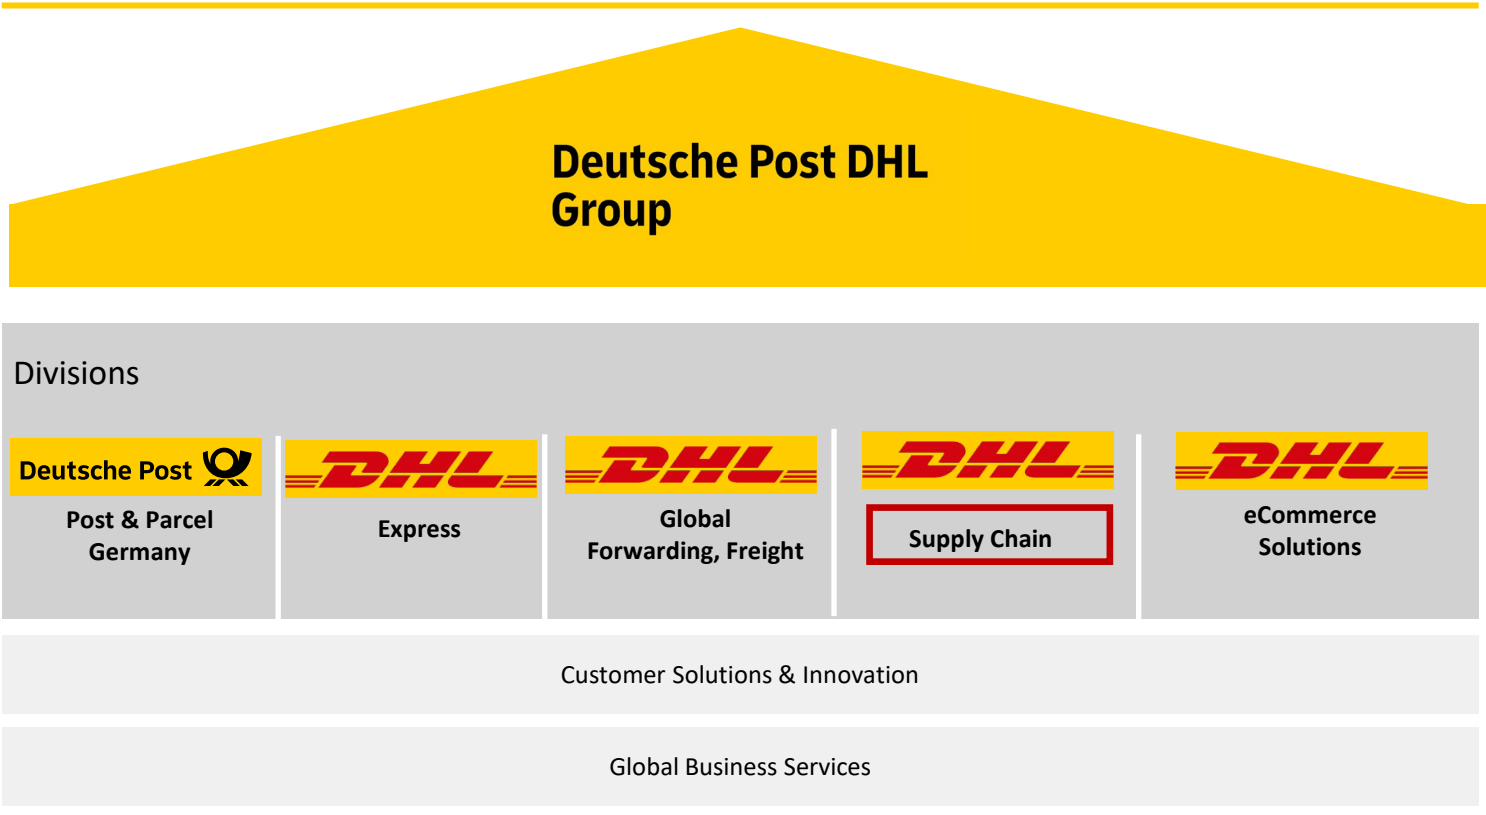 Deutsche Post DHL
Group
Divisions
Deutsche Post
DHL
DHL
DHL
DHL
Post & Parcel
Germany
Express
Global
Forwarding, Freight
Supply Chain
eCommerce
Solutions
Customer Solutions & Innovation
Global Business Services